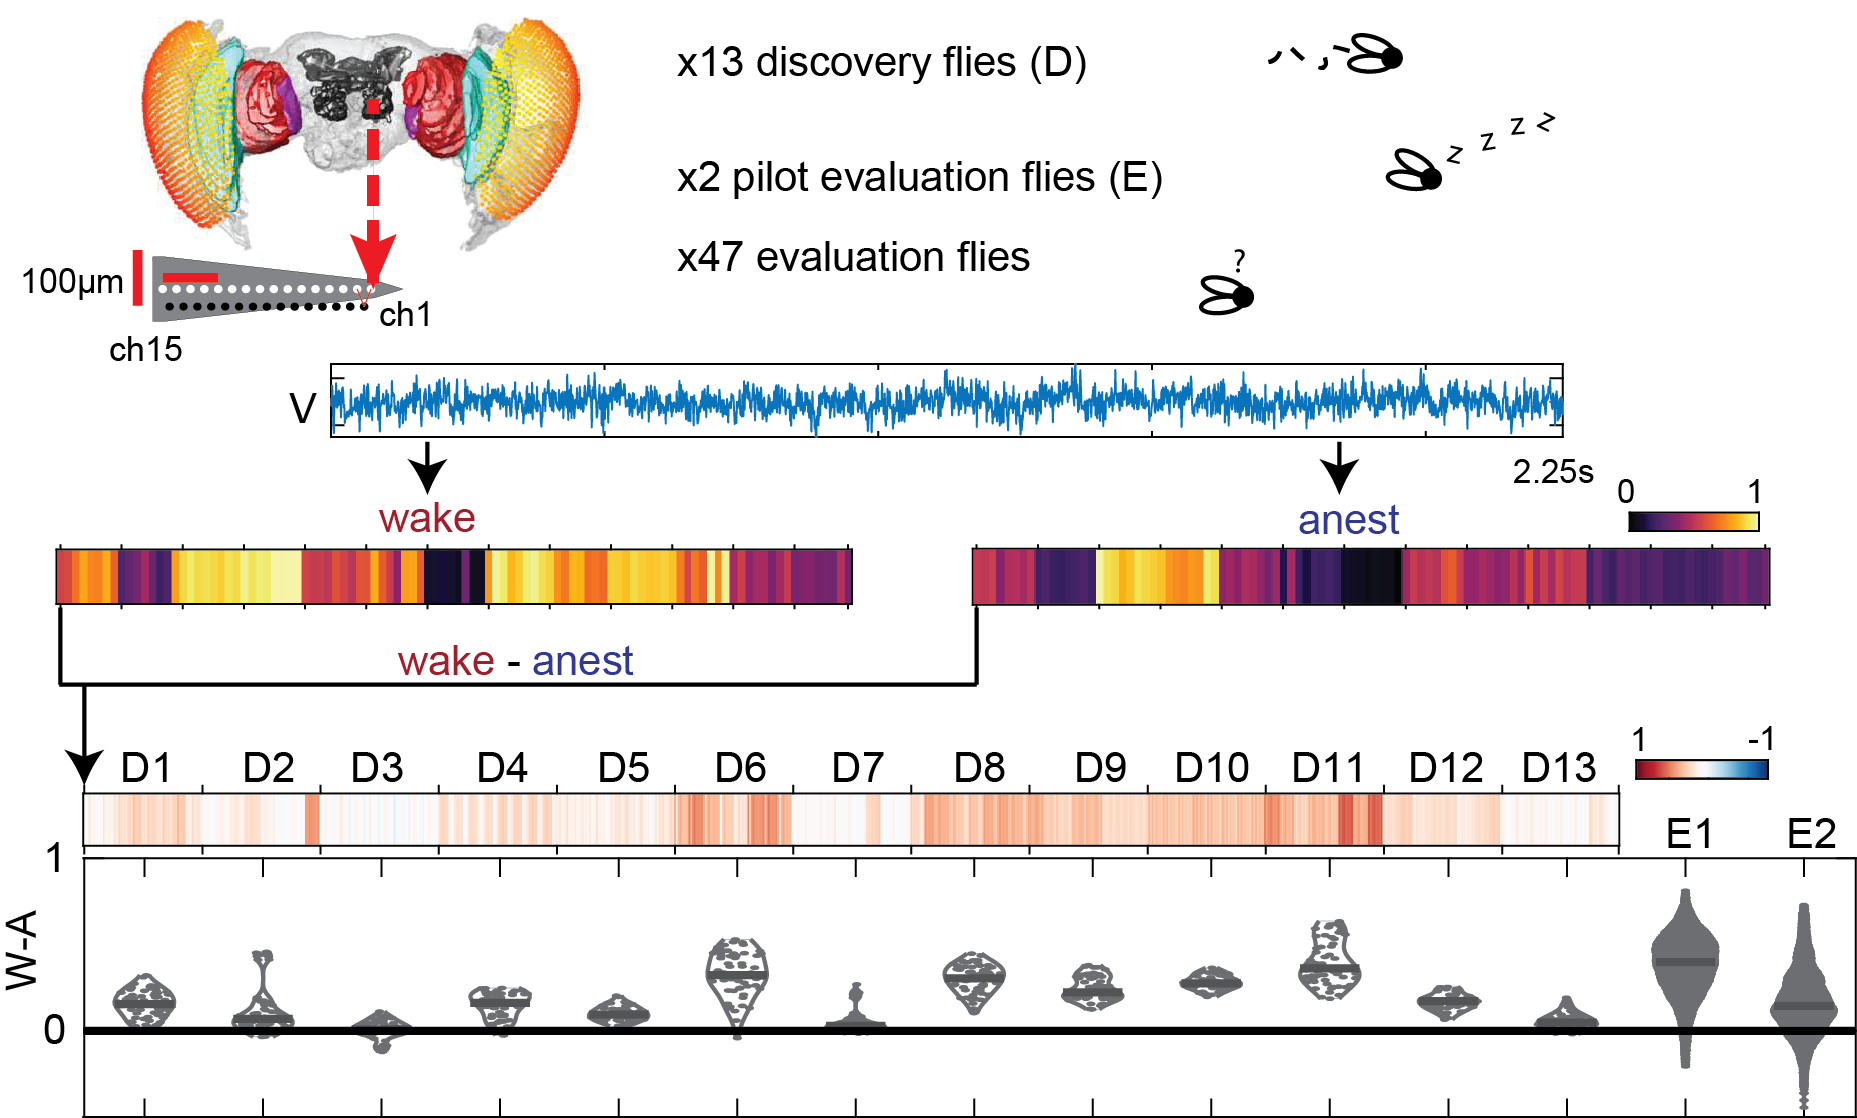 x13 discovery flies (D)
z z z z
x2 pilot evaluation flies (E)
x47 evaluation flies
?
100µm
ch1
ch15
V
2.25s
wake
anest
0 1
wake - anest
1 -1
D1 D2 D3 D4 D5 D6 D7 D8 D9 D10 D11 D12 D13
E1 E2
1
W-A
0